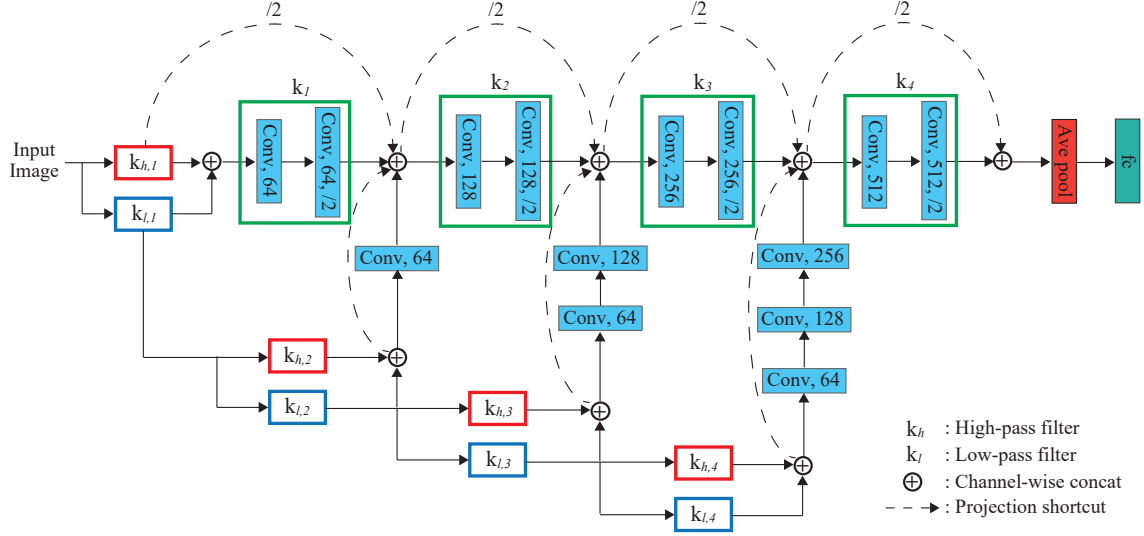 /2
/2
/2
/2
k1
k2
k3
k4
Input
Image
kh,1
kl,1
Conv, 64
Conv, 64, /2
Conv, 128
Conv, 128, /2
Conv, 256
Conv, 256, /2
Conv, 512
Conv, 512, /2
Ave pool
fc
Conv, 64
Conv, 128
Conv, 256
Conv, 64
Conv, 128
Conv, 64
kh,2
kl,2
kh,3
kl,3
kh,4
kl,4
kh : High-pass filter
kl : Low-pass filter
: Channel-wise concat
: Projection shortcut